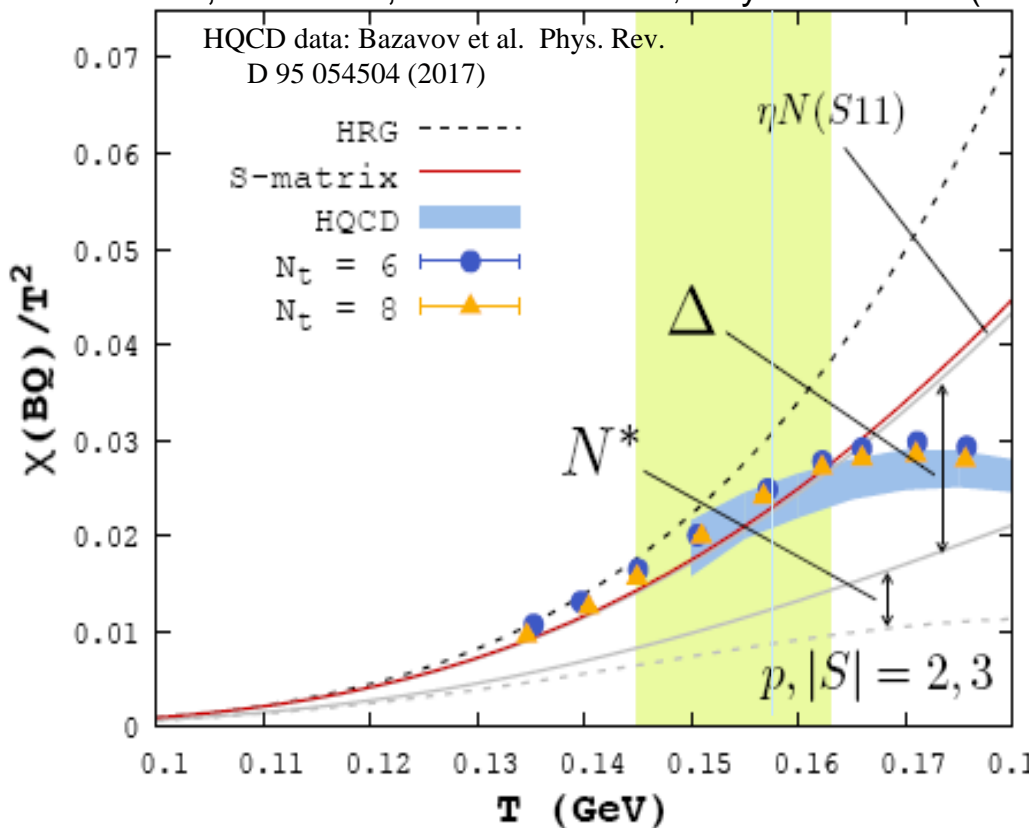 HQCD data: Bazavov et al. Phys. Rev.
D 95 054504 (2017)
HRG
S-matrix
HQCD
N_t = 6
N_t = 8
ηN(S11)
Δ
N*
p, |S| = 2, 3
χ(BQ)/T²
0.07
0.06
0.05
0.04
0.03
0.02
0.01
0
0.1
0.11
0.12
0.13
0.14
0.15
0.16
0.17
0.1
T (GeV)